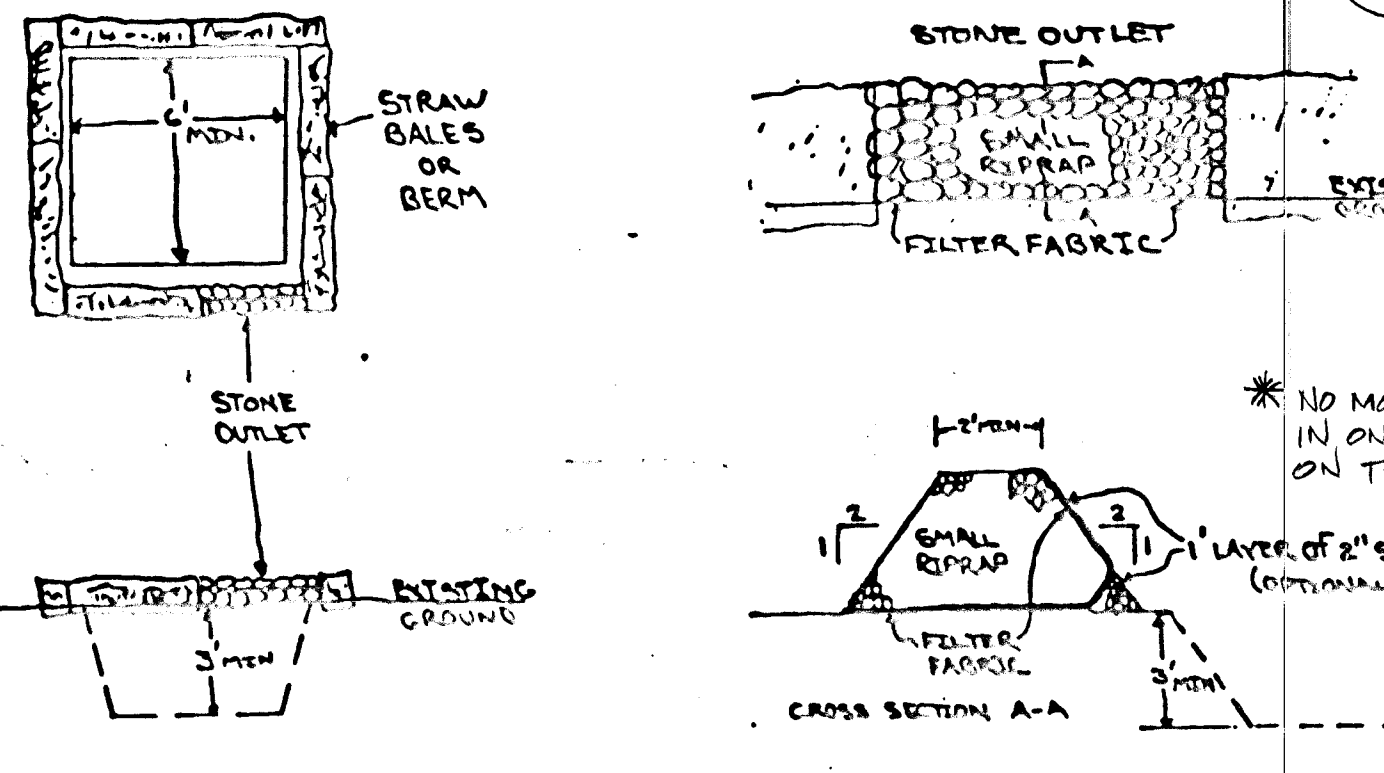 6'
MIN.
STRAW
BALES
OR
BERM
STONE
OUTLET
EXISTING
GROUND
3' MIN
STONE OUTLET
A
SMALL
RIPRAP
A
FILTER FABRIC
NO
IN
ON
2' MIN
2
1
SMALL
RIPRAP
2
1
1' LAYER OF 2"
(OPTIONAL
FILTER
FABRIC
3' MIN
CROSS SECTION A-A